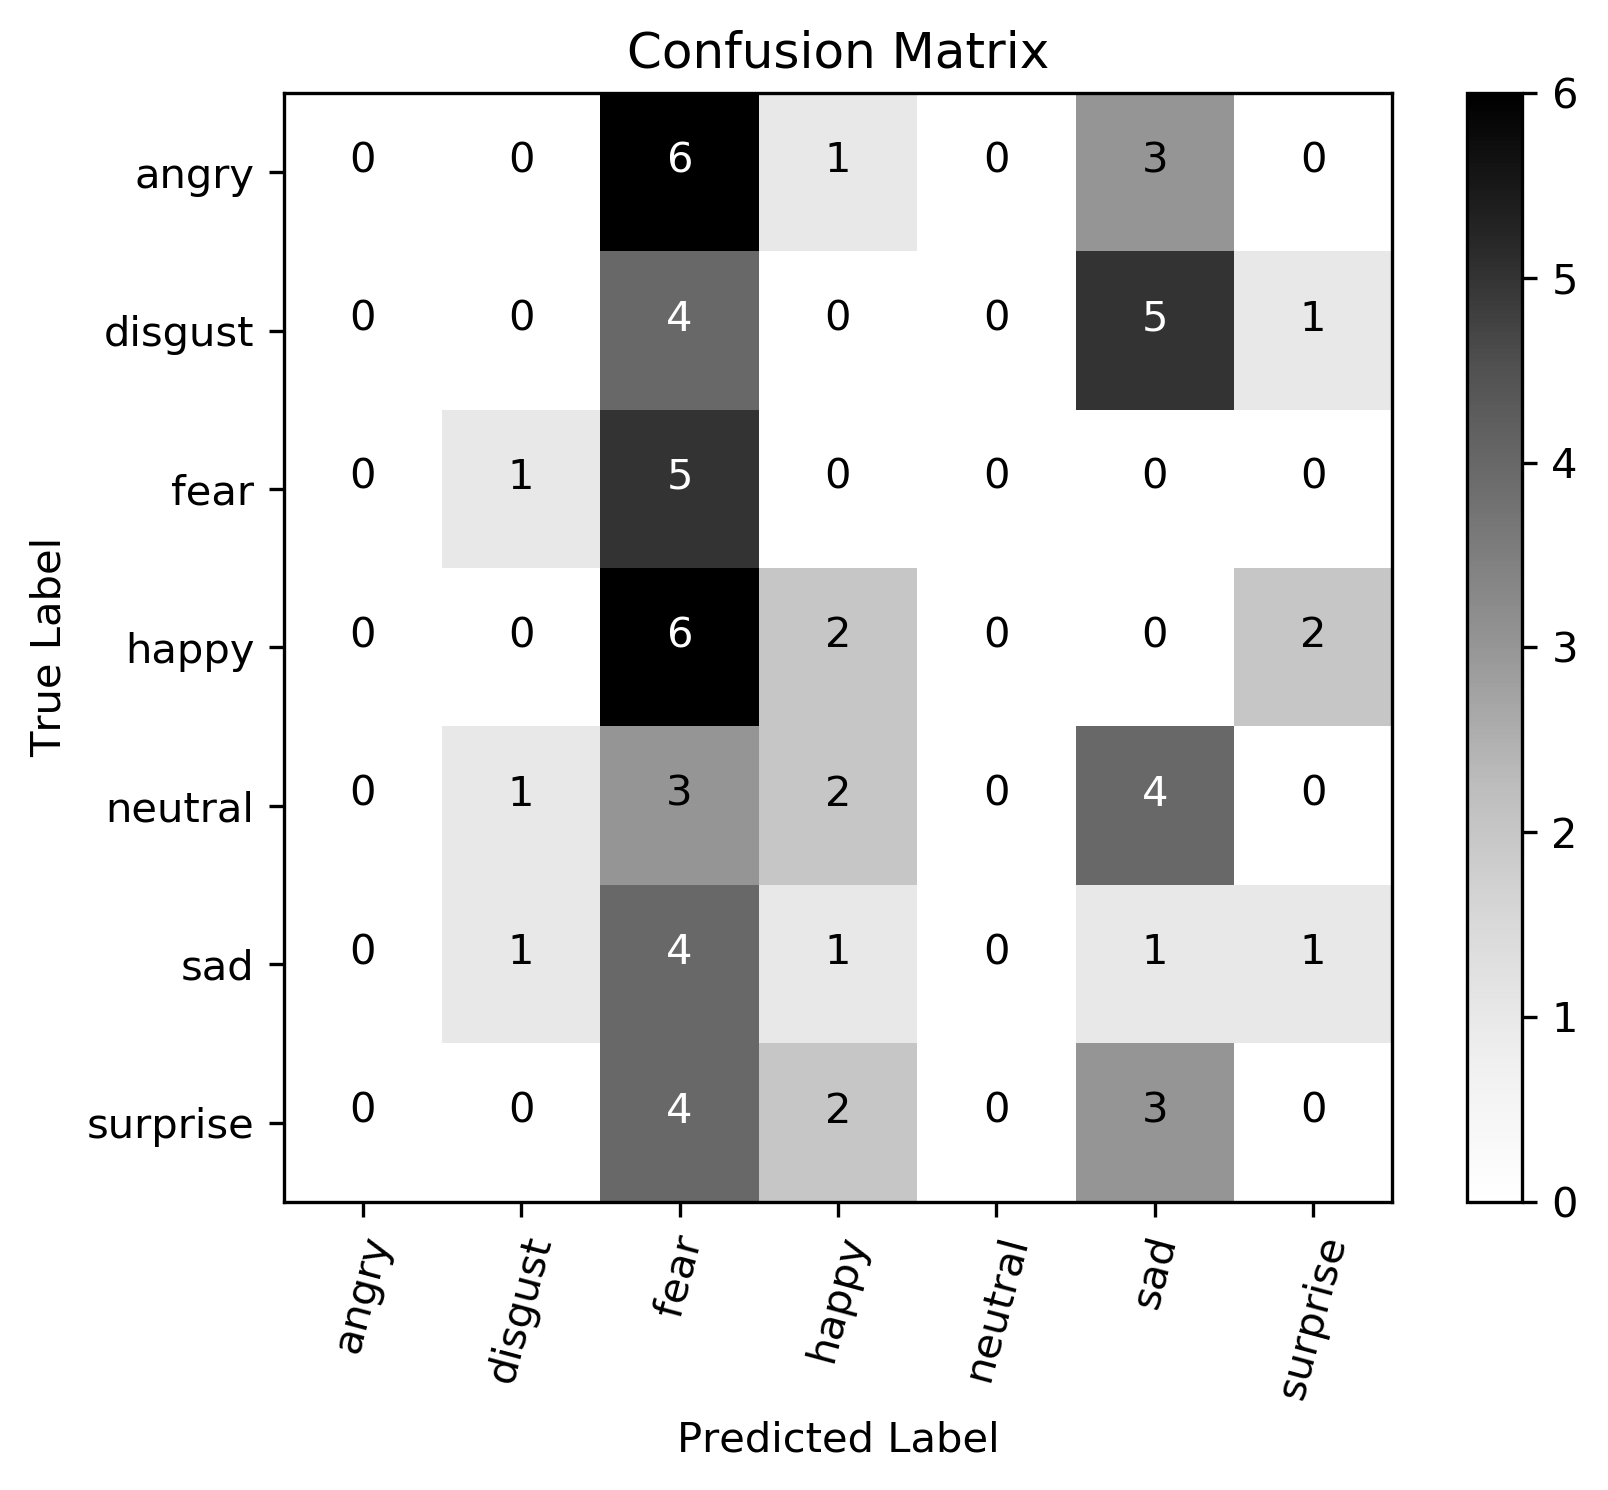 Confusion Matrix
angry 0 0 6 1 0 3 0
disgust 0 0 4 0 0 5 1
fear 0 1 5 0 0 0 0
happy 0 0 6 2 0 0 2
neutral 0 1 3 2 0 4 0
sad 0 1 4 1 0 1 1
surprise 0 0 4 2 0 3 0
True Label
angry disgust fear happy neutral sad surprise
Predicted Label
6
5
4
3
2
1
0